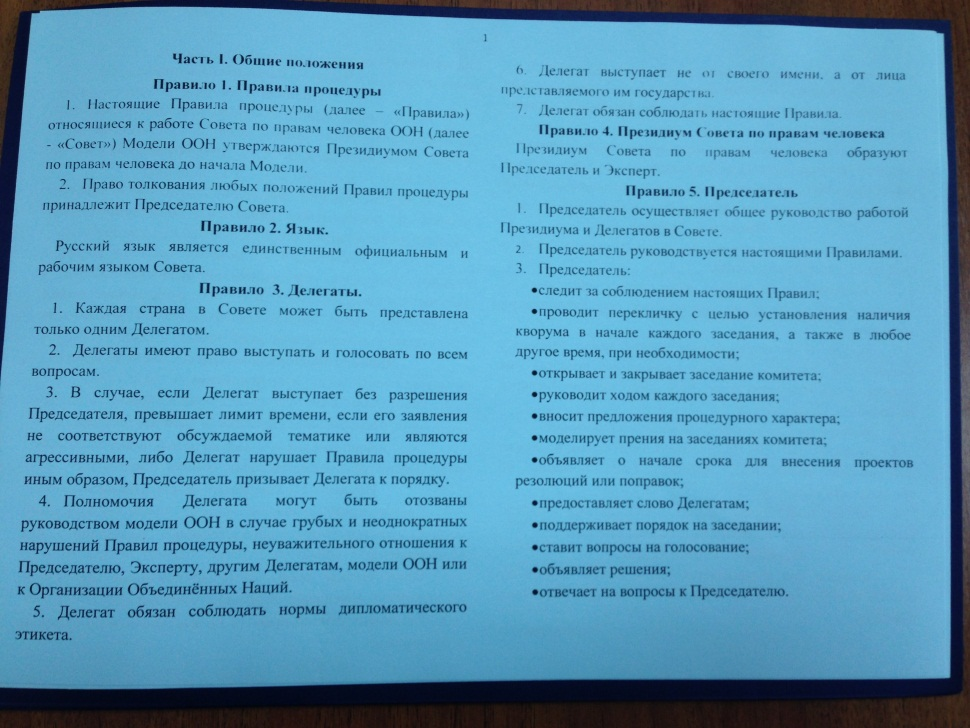 1
Часть I. Общие положения
Правило 1. Правила процедуры
1. Настоящие Правила процедуры (далее – «Правила»)
относящиеся к работе Совета по правам человека ООН (далее
- «Совет») Модели ООН утверждаются Президиумом Совета
по правам человека до начала Модели.
2. Право толкования любых положений Правил процедуры
принадлежит Председателю Совета.
Правило 2. Язык.
Русский язык является единственным официальным и
рабочим языком Совета.
Правило 3. Делегаты.
1. Каждая страна в Совете может быть представлена
только одним Делегатом.
2. Делегаты имеют право выступать и голосовать по всем
вопросам.
3. В случае, если Делегат выступает без разрешения
Председателя, превышает лимит времени, если его заявления
не соответствуют обсуждаемой тематике или являются
агрессивными, либо Делегат нарушает Правила процедуры
иным образом, Председатель призывает Делегата к порядку.
4. Полномочия Делегата могут быть отозваны
руководством модели ООН в случае грубых и неоднократных
нарушений Правил процедуры, неуважительного отношения к
Председателю, Эксперту, другим Делегатам, модели ООН или
к Организации Объединённых Наций.
5. Делегат обязан соблюдать нормы дипломатического
этикета.
6. Делегат выступает не от своего имени, а от лица
представляемого им государства.
7. Делегат обязан соблюдать настоящие Правила.
Правило 4. Президиум Совета по правам человека
Президиум Совета по правам человека образуют
Председатель и Эксперт.
Правило 5. Председатель
1. Председатель осуществляет общее руководство работой
Президиума и Делегатов в Совете.
2. Председатель руководствуется настоящими Правилами.
3. Председатель:
•следит за соблюдением настоящих Правил;
•проводит перекличку с целью установления наличия
кворума в начале каждого заседания, а также в любое
другое время, при необходимости;
•открывает и закрывает заседание комитета;
•руководит ходом каждого заседания;
•вносит предложения процедурного характера;
•моделирует прения на заседаниях комитета;
•объявляет о начале срока для внесения проектов
резолюций или поправок;
•предоставляет слово Делегатам;
•поддерживает порядок на заседании;
•ставит вопросы на голосование;
•объявляет решения;
•отвечает на вопросы к Председателю.